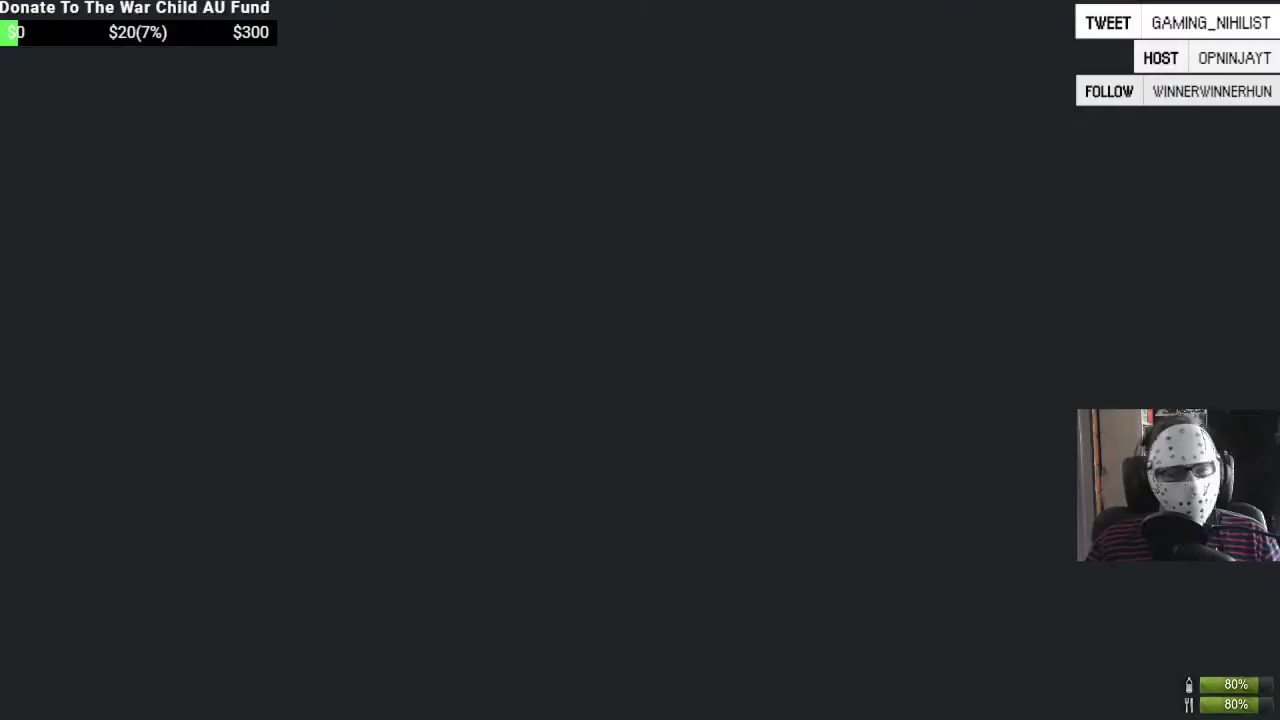 Donate To The War Child AU Fund
$0 $20(7%) $300
TWEET GAMING_NIHILIST
HOST OPNINJAYT
FOLLOW WINNERWINNERHUN
80%
80%